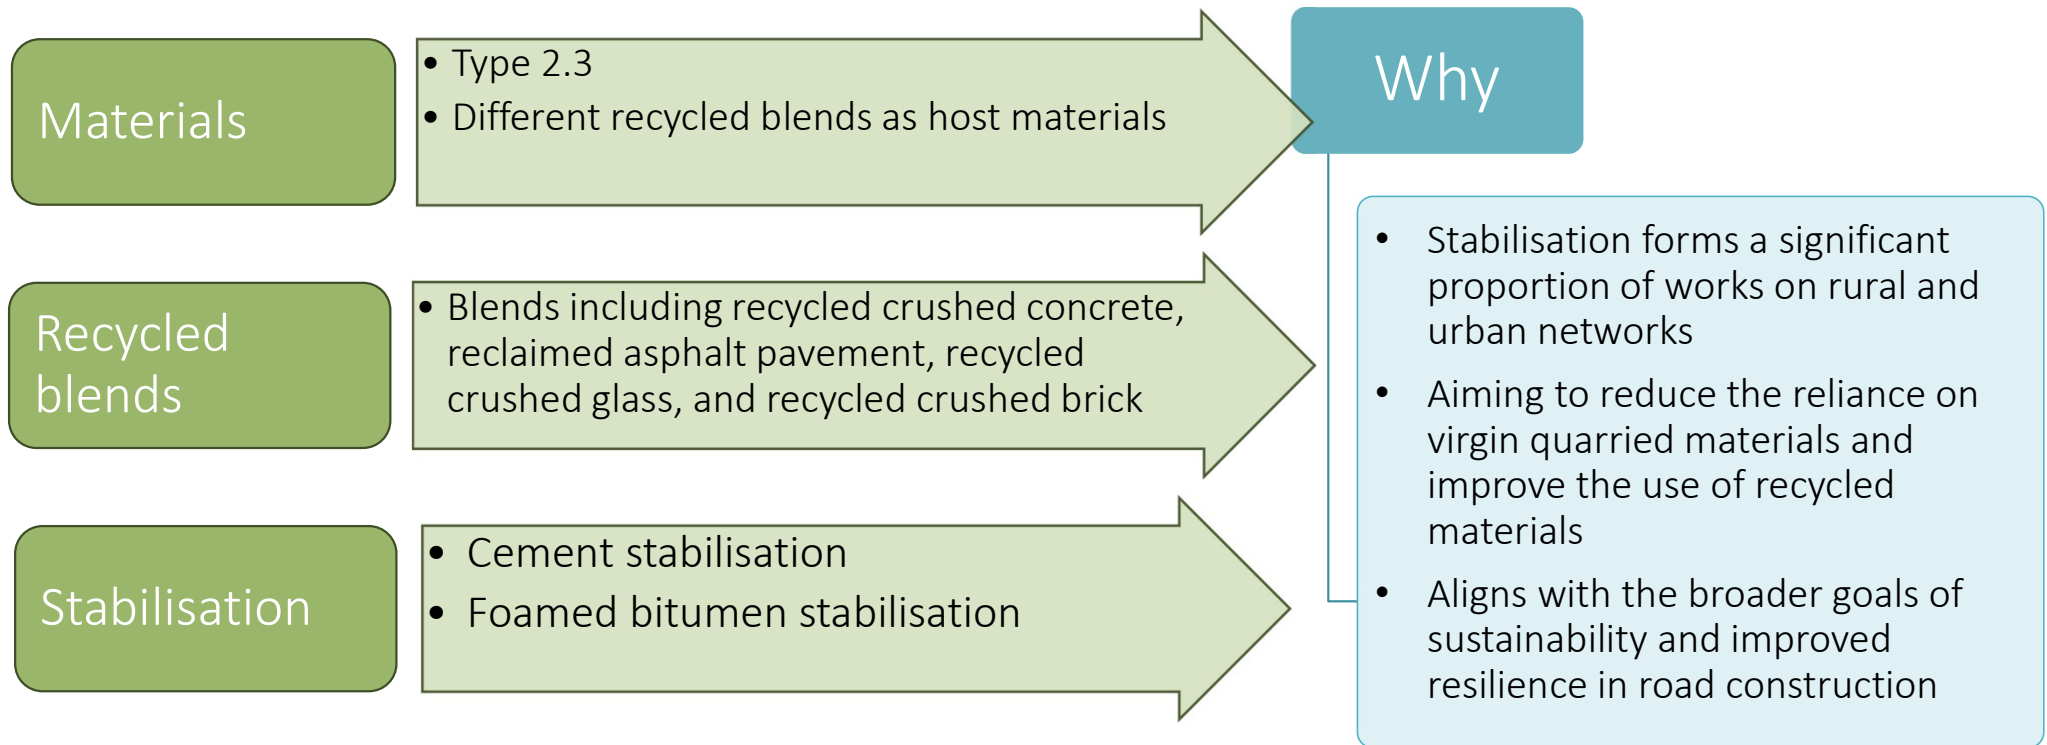 Materials
• Type 2.3
• Different recycled blends as host materials
Recycled
blends
• Blends including recycled crushed concrete,
reclaimed asphalt pavement, recycled
crushed glass, and recycled crushed brick
Stabilisation
• Cement stabilisation
• Foamed bitumen stabilisation
Why
• Stabilisation forms a significant
proportion of works on rural and
urban networks
• Aiming to reduce the reliance on
virgin quarried materials and
improve the use of recycled
materials
• Aligns with the broader goals of
sustainability and improved
resilience in road construction